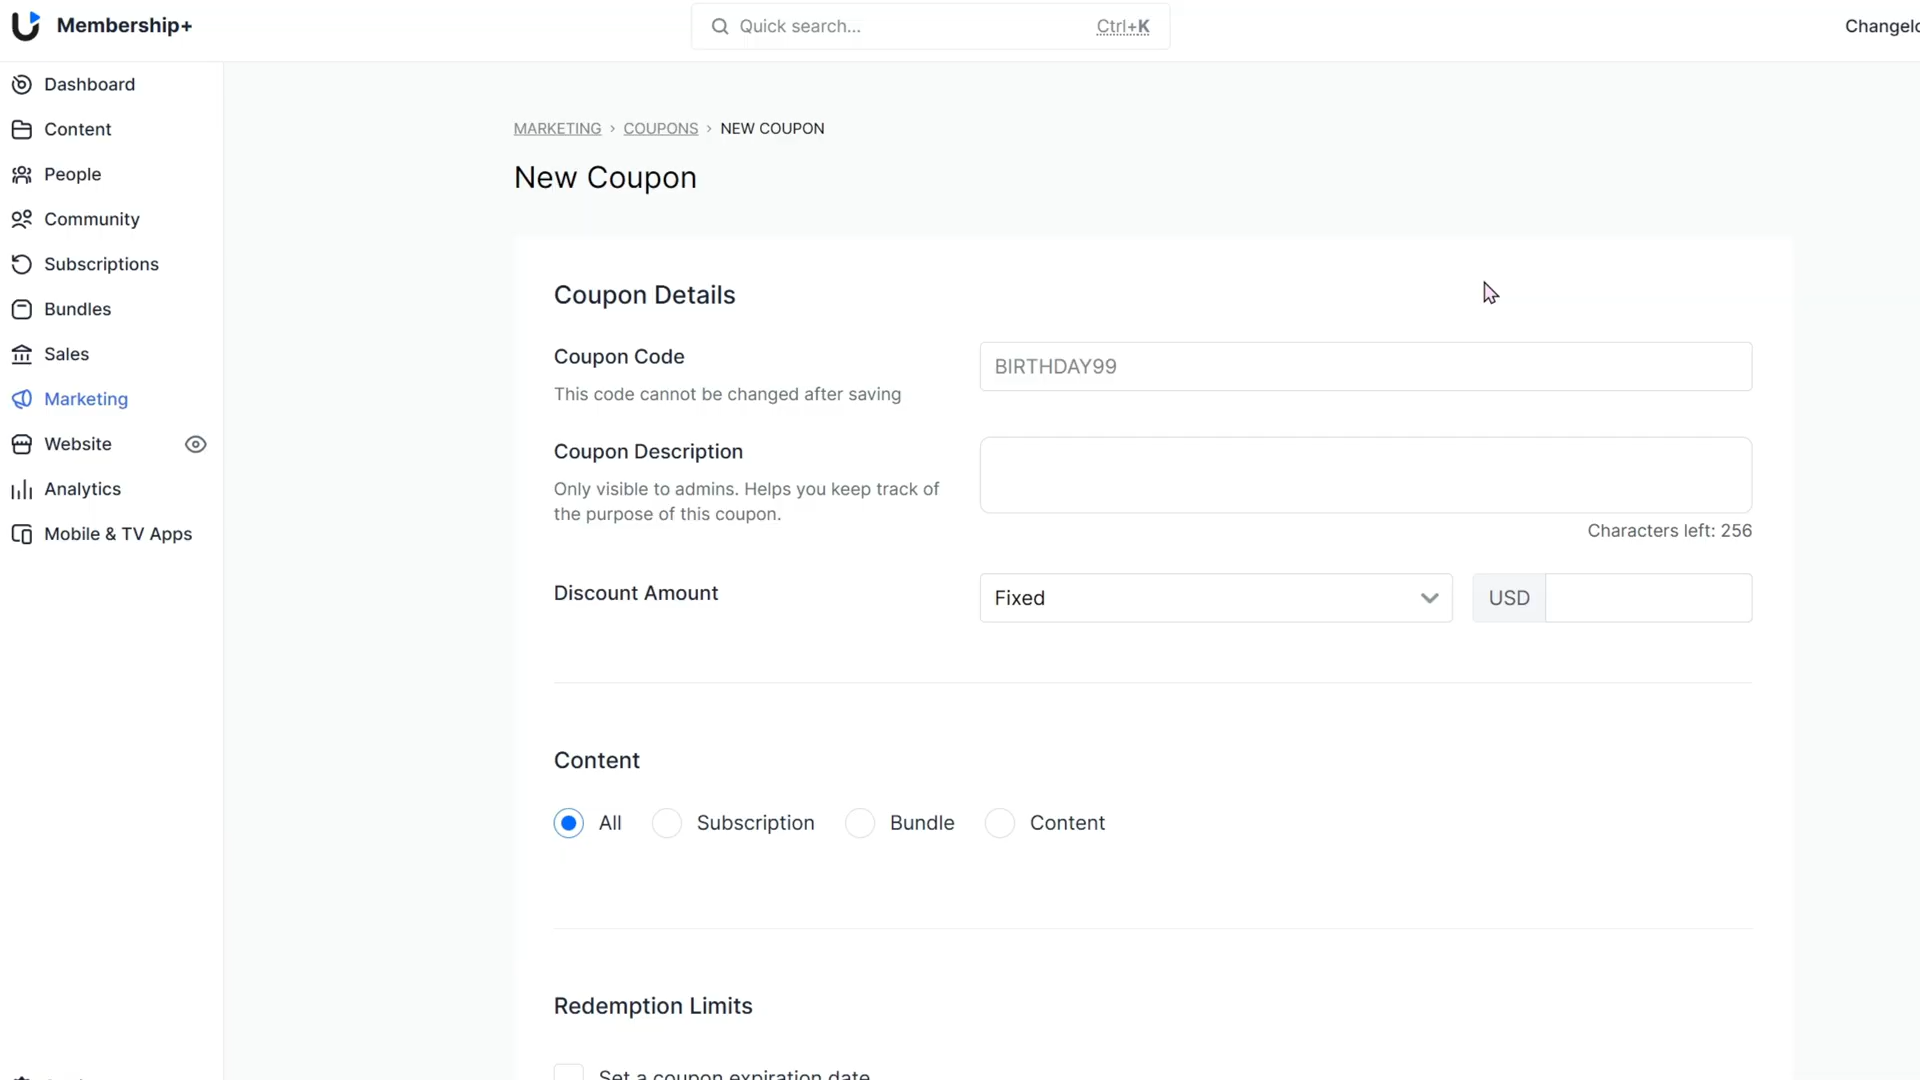 Membership+
Quick search...
Ctrl+K
Changelo
Dashboard
Content
People
Community
Subscriptions
Bundles
Sales
Marketing
Website
Analytics
Mobile & TV Apps
MARKETING › COUPONS › NEW COUPON
New Coupon
Coupon Details
Coupon Code
This code cannot be changed after saving
BIRTHDAY99
Coupon Description
Only visible to admins. Helps you keep track of
the purpose of this coupon.
Characters left: 256
Discount Amount
Fixed
USD
Content
All
Subscription
Bundle
Content
Redemption Limits
Set a coupon expiration date